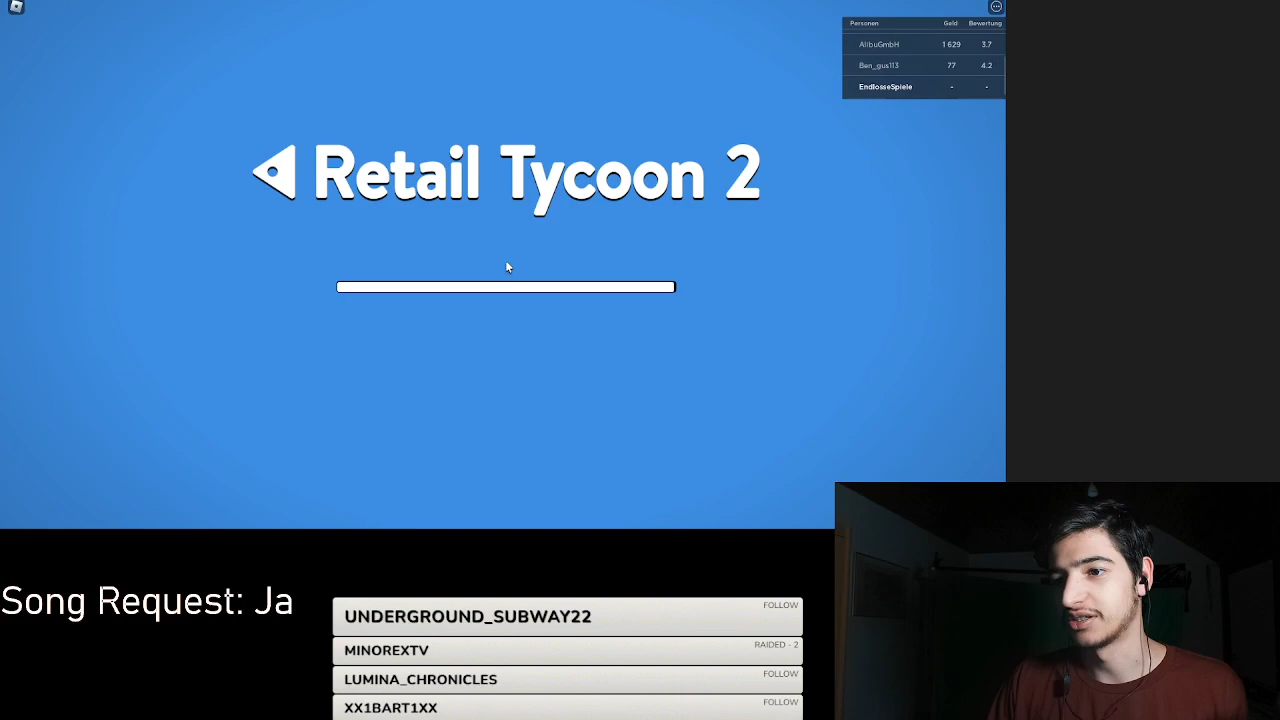 Personen Geld Bewertung
AlibuGmbH 1 629 3.7
Ben_gus113 77 4.2
EndlosseSpiele - -
Retail Tycoon 2
Song Request: Ja
UNDERGROUND_SUBWAY22 FOLLOW
MINOREXTV RAIDED - 2
LUMINA_CHRONICLES FOLLOW
XX1BART1XX FOLLOW